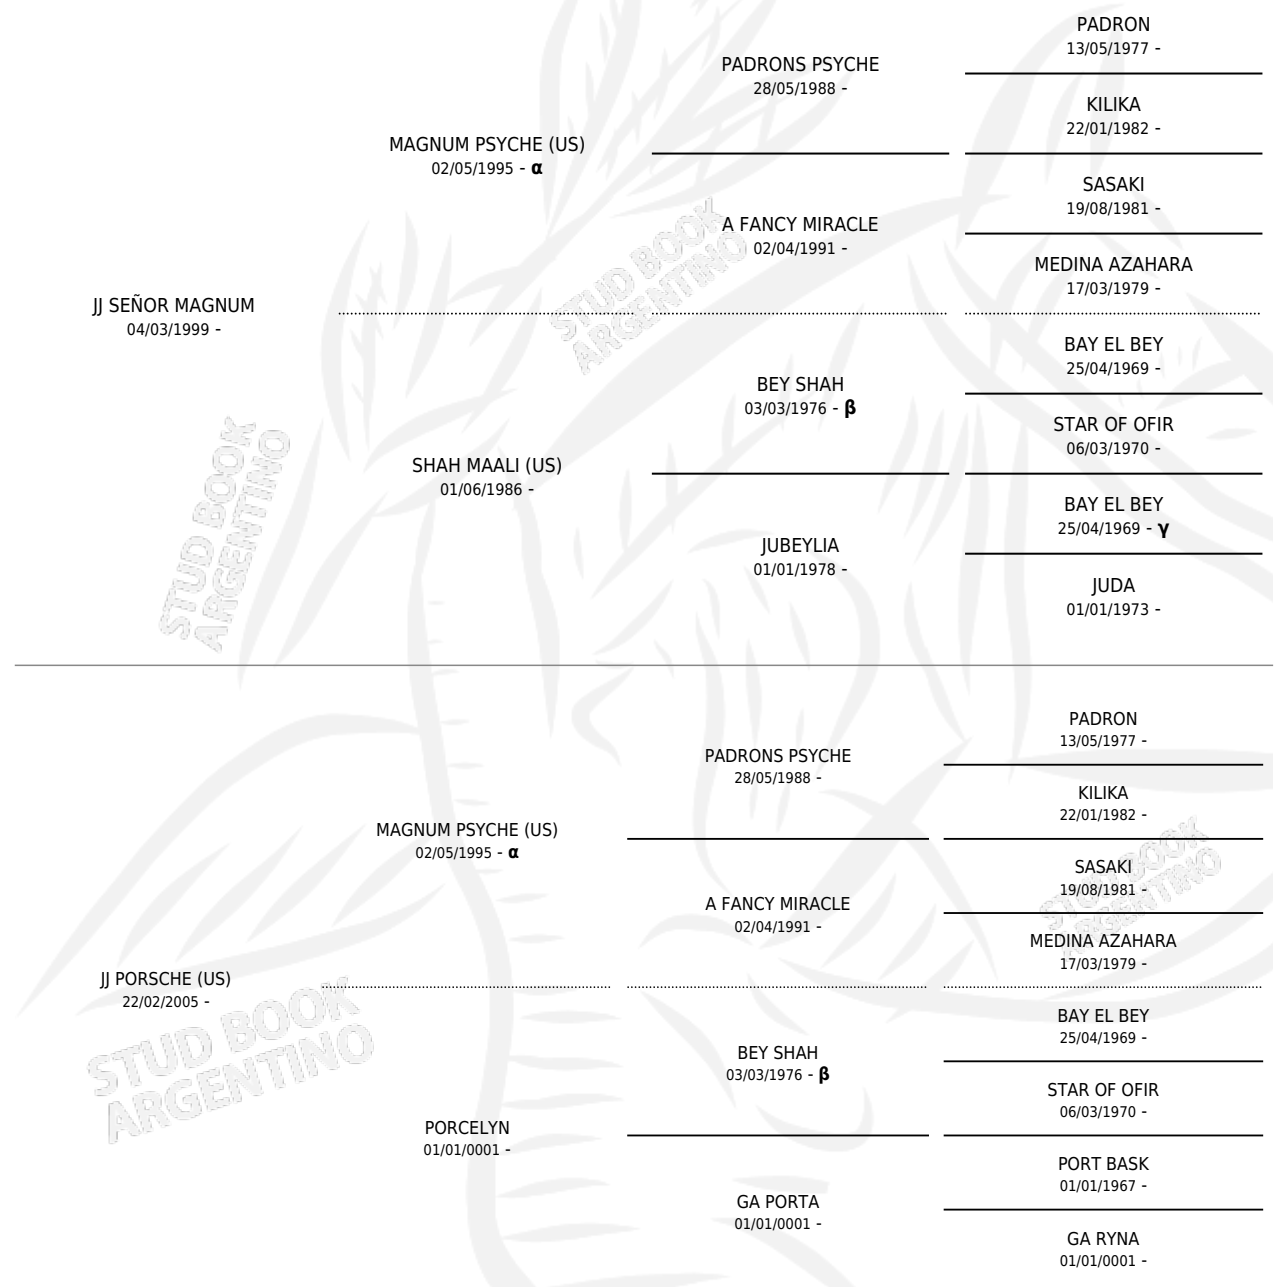 PADRON
13/05/1977 -
PADRONS PSYCHE
28/05/1988 -
KILIKA
22/01/1982 -
MAGNUM PSYCHE (US)
02/05/1995 - α
SASAKI
19/08/1981 -
A FANCY MIRACLE
02/04/1991 -
MEDINA AZAHARA
17/03/1979 -
JJ SEÑOR MAGNUM
04/03/1999 -
BAY EL BEY
25/04/1969 -
BEY SHAH
03/03/1976 - β
STAR OF OFIR
06/03/1970 -
SHAH MAALI (US)
01/06/1986 -
BAY EL BEY
25/04/1969 - γ
JUBEYLIA
01/01/1978 -
JUDA
01/01/1973 -
STUD BOOK
ARGENTINO
STUD BOOK
ARGENTINO
PADRON
13/05/1977 -
PADRONS PSYCHE
28/05/1988 -
KILIKA
22/01/1982 -
MAGNUM PSYCHE (US)
02/05/1995 - α
SASAKI
19/08/1981 -
A FANCY MIRACLE
02/04/1991 -
MEDINA AZAHARA
17/03/1979 -
JJ PORSCHE (US)
22/02/2005 -
BAY EL BEY
25/04/1969 -
BEY SHAH
03/03/1976 - β
STAR OF OFIR
06/03/1970 -
PORCELYN
01/01/0001 -
PORT BASK
01/01/1967 -
GA PORTA
01/01/0001 -
GA RYNA
01/01/0001 -
STUD BOOK
ARGENTINO
STUD BOOK
ARGENTINO